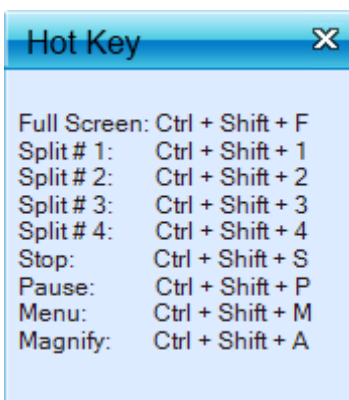 Hot Key
Full Screen: Ctrl + Shift + F
Split # 1: Ctrl + Shift + 1
Split # 2: Ctrl + Shift + 2
Split # 3: Ctrl + Shift + 3
Split # 4: Ctrl + Shift + 4
Stop: Ctrl + Shift + S
Pause: Ctrl + Shift + P
Menu: Ctrl + Shift + M
Magnify: Ctrl + Shift + A